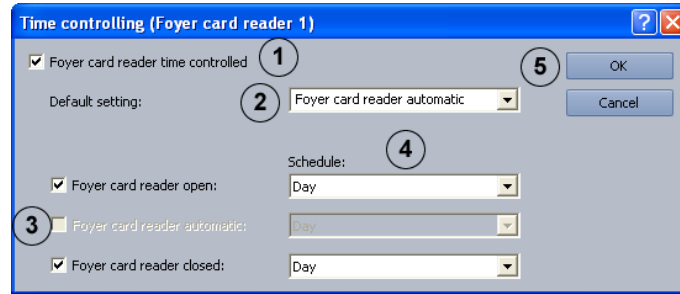 Time controlling (Foyer card reader 1)
Foyer card reader time controlled
1
5
OK
Default setting:
2
Foyer card reader automatic
Cancel
Schedule:
4
Foyer card reader open:
Day
3
Foyer card reader automatic:
Day
Foyer card reader closed:
Day